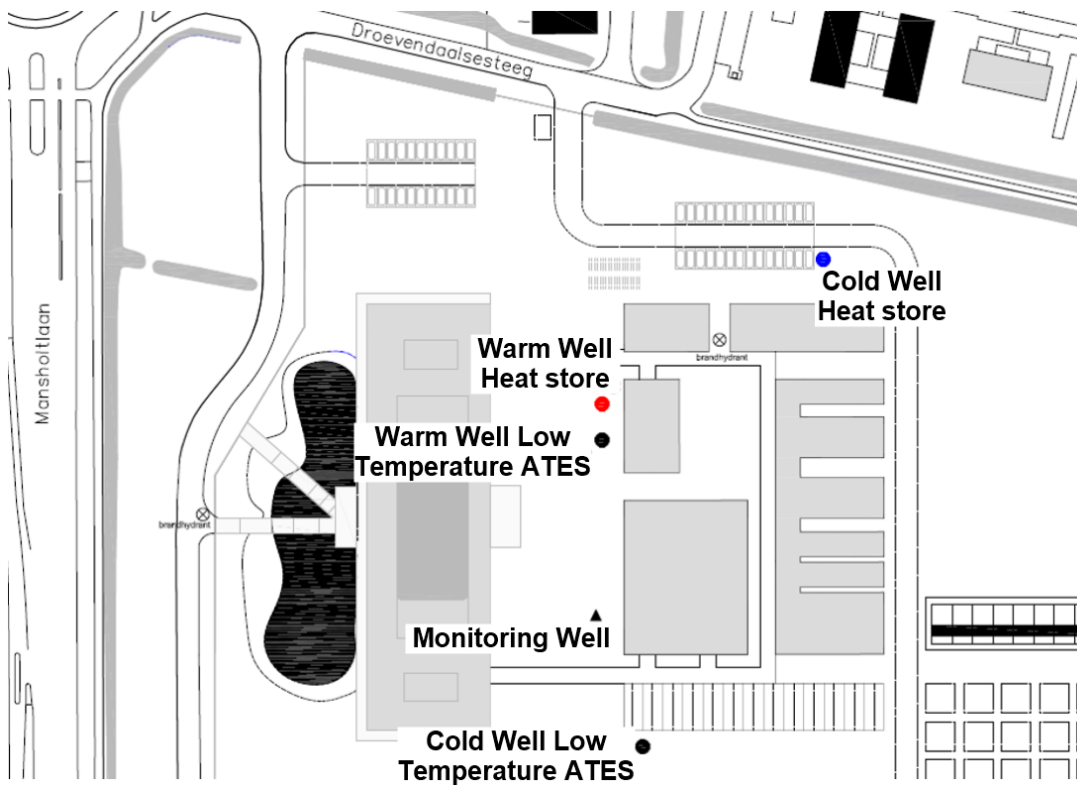 Droevendaalsesteeg
Mansholtlaan
Cold Well
Heat store
brandhydrant
Warm Well
Heat store
Warm Well Low
Temperature ATES
brandhydrant
Monitoring Well
Cold Well Low
Temperature ATES